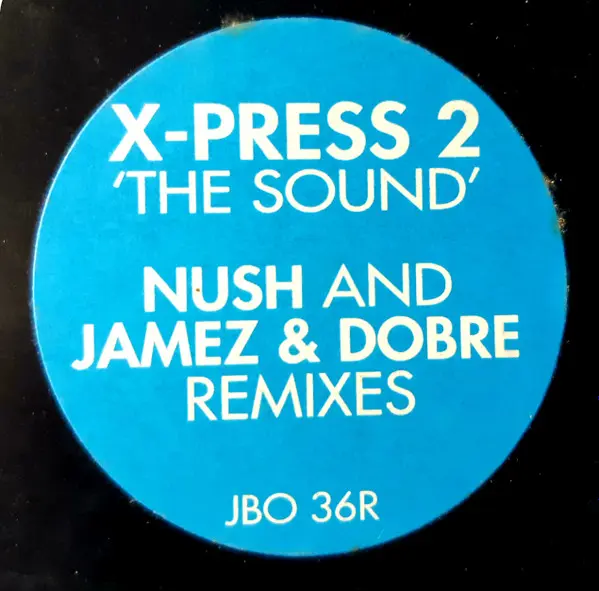 X-PRESS 2
'THE SOUND'
NUSH AND
JAMEZ & DOBRE
REMIXES
JBO 36R